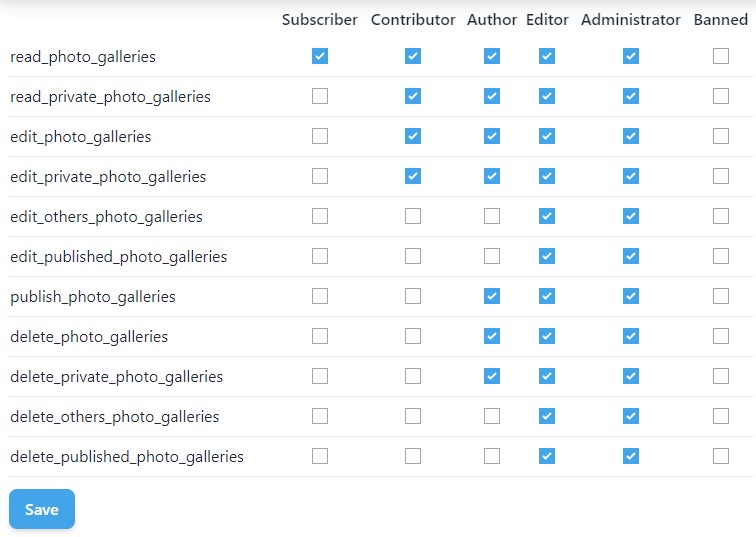 Subscriber Contributor Author Editor Administrator Banned
read_photo_galleries
read_private_photo_galleries
edit_photo_galleries
edit_private_photo_galleries
edit_others_photo_galleries
edit_published_photo_galleries
publish_photo_galleries
delete_photo_galleries
delete_private_photo_galleries
delete_others_photo_galleries
delete_published_photo_galleries
Save